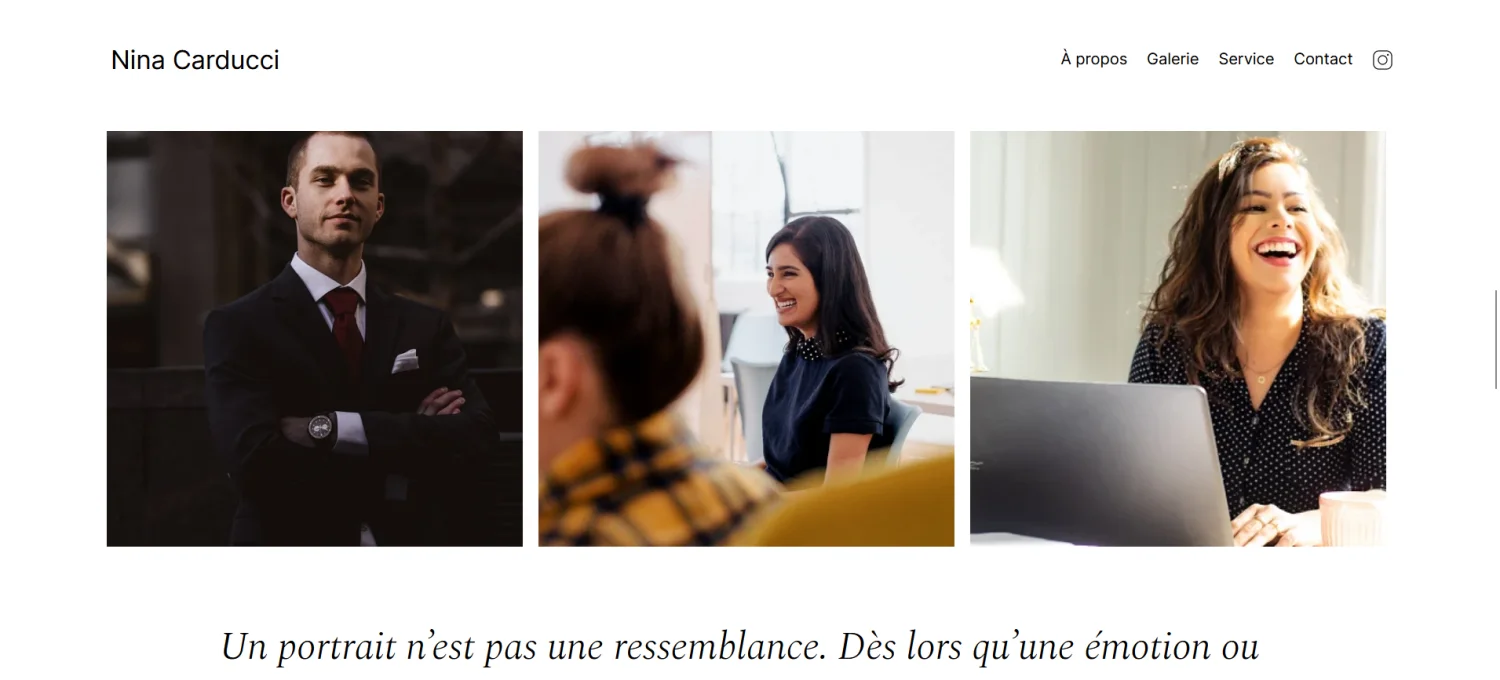 Nina Carducci
À propos Galerie Service Contact
Un portrait n’est pas une ressemblance. Dès lors qu’une émotion ou